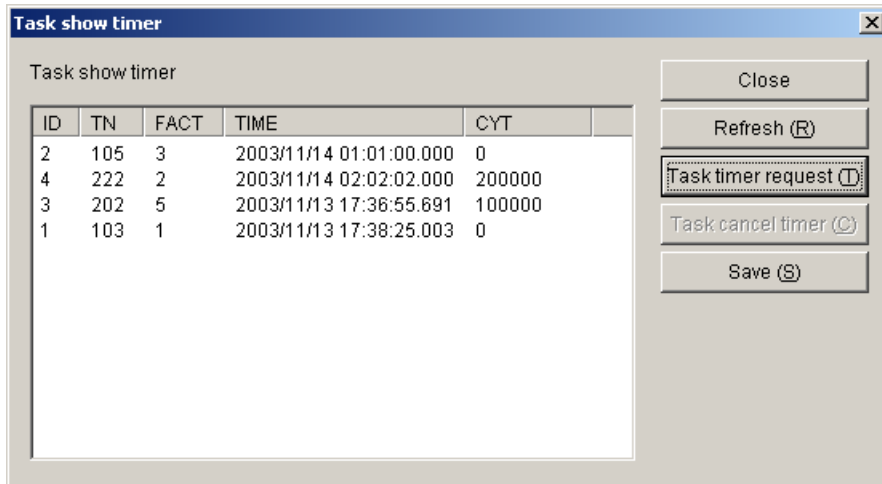 Task show timer
Task show timer
ID TN FACT TIME CYT
2 105 3 2003/11/14 01:01:00.000 0
4 222 2 2003/11/14 02:02:02.000 200000
3 202 5 2003/11/13 17:36:55.691 100000
1 103 1 2003/11/13 17:38:25.003 0
Close
Refresh (R)
Task timer request (T)
Task cancel timer (C)
Save (S)